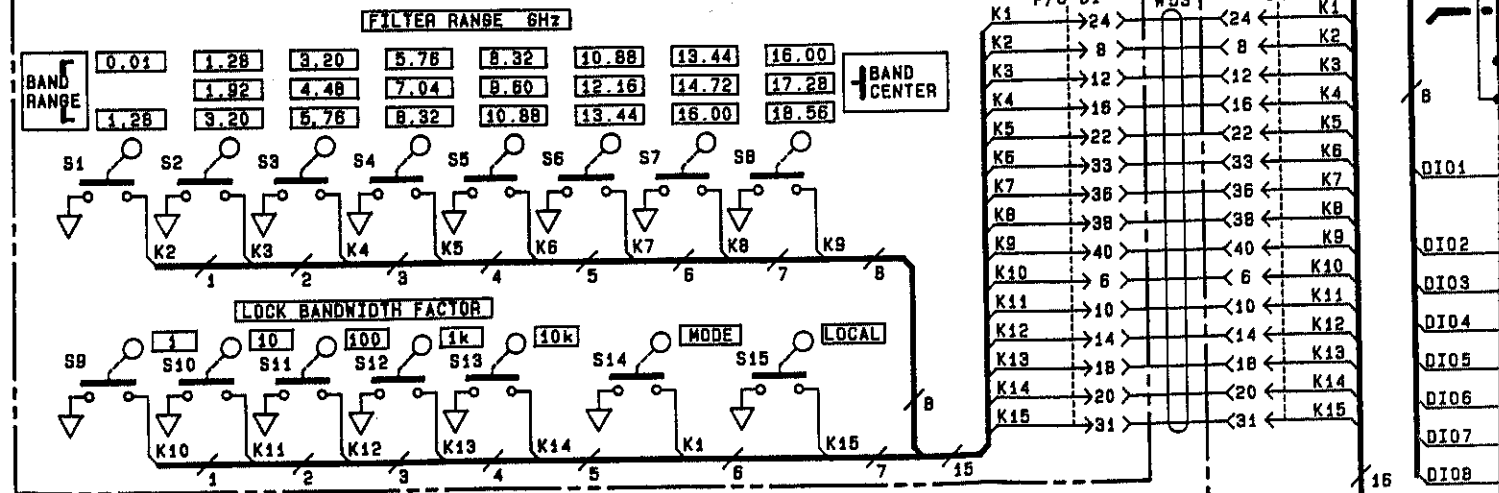 FILTER RANGE GHz
BAND RANGE
0.01 1.28 3.20 5.76 8.32 10.88 13.44 16.00
1.92 4.48 7.04 9.60 12.16 14.72 17.28
1.28 3.20 5.76 8.32 10.88 13.44 16.00 18.56
BAND CENTER
S1 S2 S3 S4 S5 S6 S7 S8
K2 K3 K4 K5 K6 K7 K8 K9
1 2 3 4 5 6 7 8
LOCK BANDWIDTH FACTOR
1 10 100 1k 10k MODE LOCAL
S9 S10 S11 S12 S13 S14 S15
K10 K11 K12 K13 K14 K1 K15
1 2 3 4 5 6 7 15
8
K1 24 24 K1
K2 8 8 K2
K3 12 12 K3
K4 16 16 K4
K5 22 22 K5
K6 33 33 K6
K7 36 36 K7
K8 38 38 K8
K9 40 40 K9
K10 6 6 K10
K11 10 10 K11
K12 14 14 K12
K13 18 18 K13
K14 20 20 K14
K15 31 31 K15
16
8
DIO1
DIO2
DIO3
DIO4
DIO5
DIO6
DIO7
DIO8